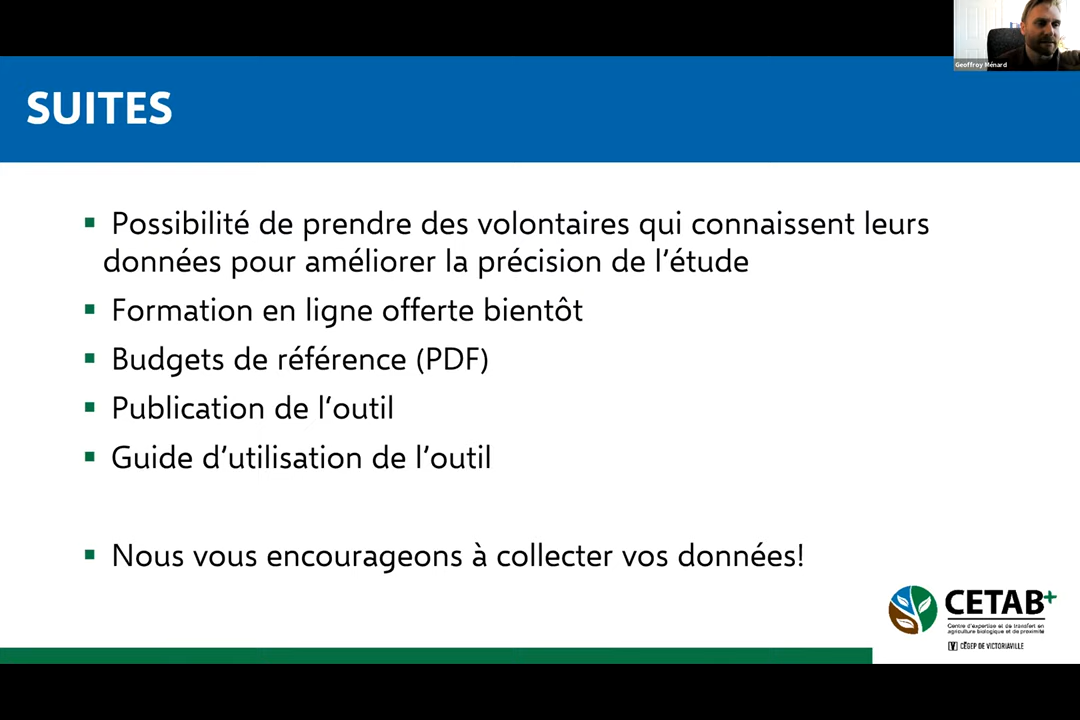 Geoffroy Ménard
SUITES
▪ Possibilité de prendre des volontaires qui connaissent leurs
données pour améliorer la précision de l'étude
▪ Formation en ligne offerte bientôt
▪ Budgets de référence (PDF)
▪ Publication de l'outil
▪ Guide d'utilisation de l'outil
▪ Nous vous encourageons à collecter vos données!
CETAB+
Centre d'expertise et de transfert en
agriculture biologique et de proximité
CÉGEP DE VICTORIAVILLE